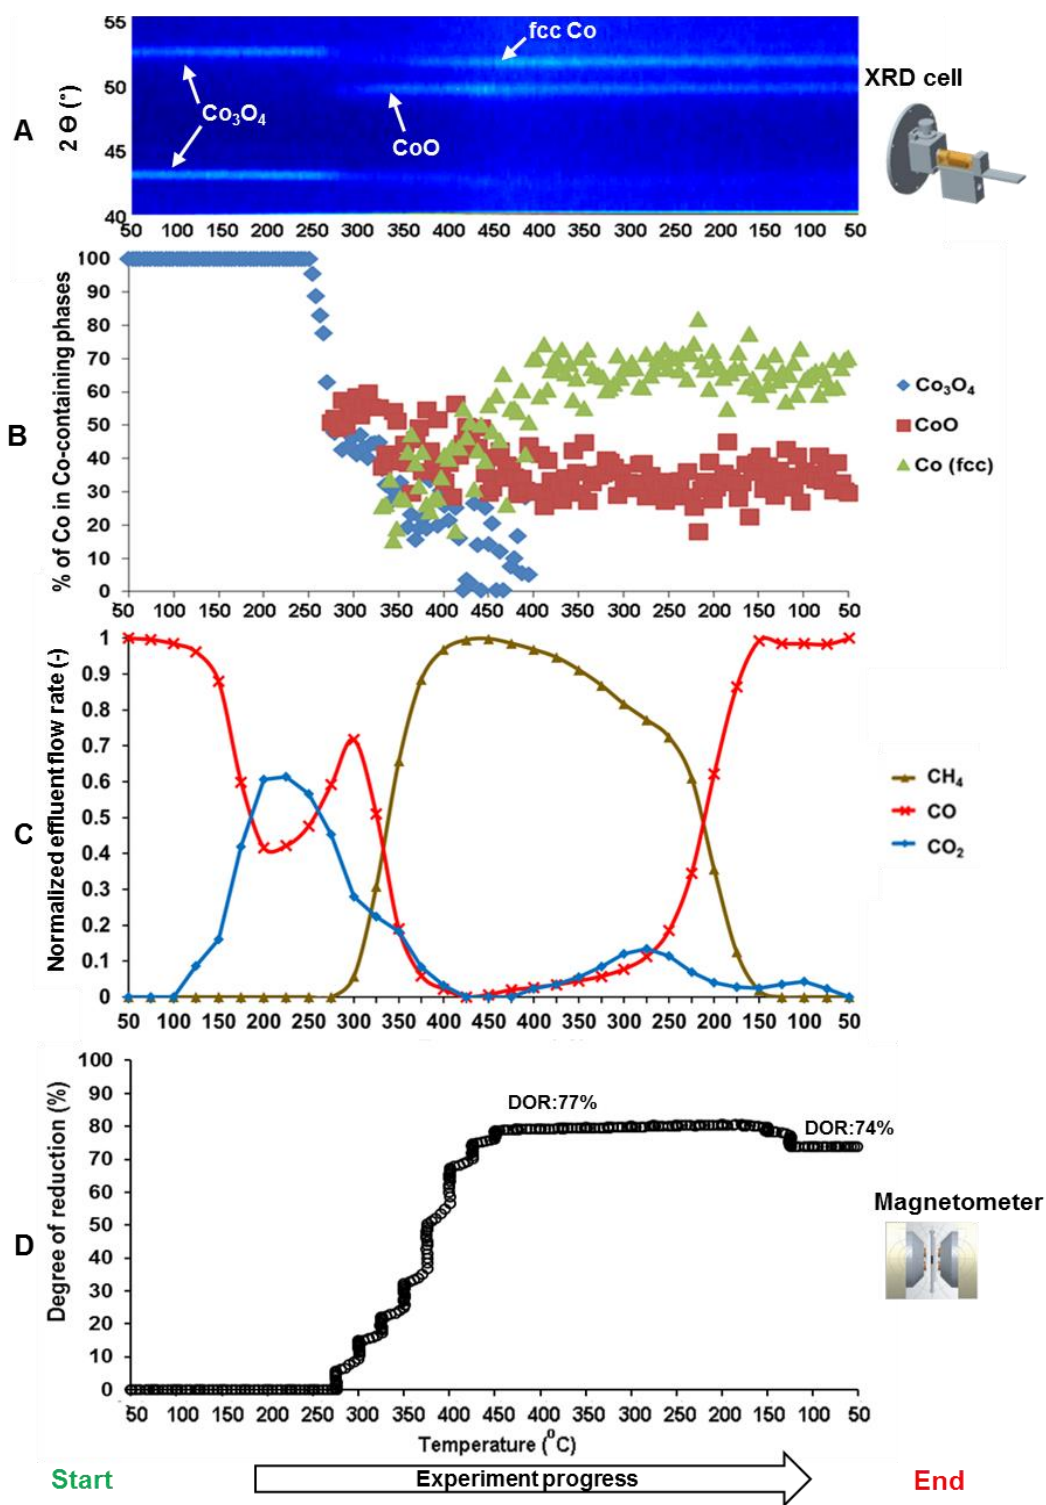 A
2 Θ (°)
55
50
45
40
fcc Co
Co₃O₄
CoO
XRD cell
50 100 150 200 250 300 350 400 450 400 350 300 250 200 150 100 50
B
% of Co in Co-containing phases
100
90
80
70
60
50
40
30
20
10
0
Co₃O₄
CoO
Co (fcc)
50 100 150 200 250 300 350 400 450 400 350 300 250 200 150 100 50
C
Normalized effluent flow rate (-)
1
0.9
0.8
0.7
0.6
0.5
0.4
0.3
0.2
0.1
0
CH₄
CO
CO₂
50 100 150 200 250 300 350 400 450 400 350 300 250 200 150 100 50
D
Degree of reduction (%)
100
90
80
70
60
50
40
30
20
10
0
DOR:77%
DOR:74%
Magnetometer
50 100 150 200 250 300 350 400 450 400 350 300 250 200 150 100 50
Temperature (⁰C)
Start
Experiment progress
End